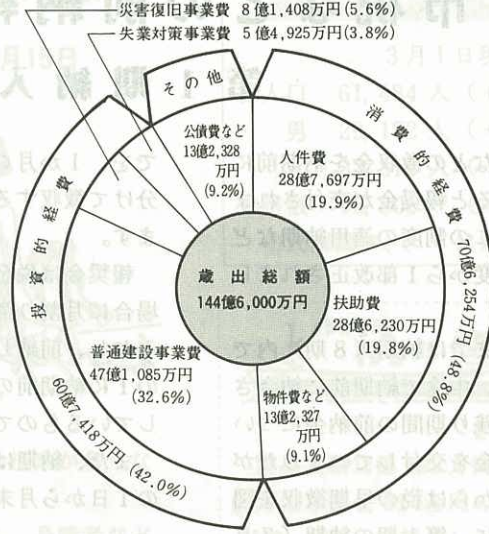 災害復旧事業費 8億1,408万円(5.6%)
失業対策事業費 5億4,925万円(3.8%)
その他
公債費など
13億2,328
万円
(9.2%)
消費的経費
70億6,254万円(48.8%)
人件費
28億7,697万円
(19.9%)
歳出総額
144億6,000万円
扶助費
28億6,230万円
(19.8%)
物件費など
13億2,327
万円
(9.1%)
普通建設事業費
47億1,085万円
(32.6%)
投資的経費
60億7,418万円(42.0%)